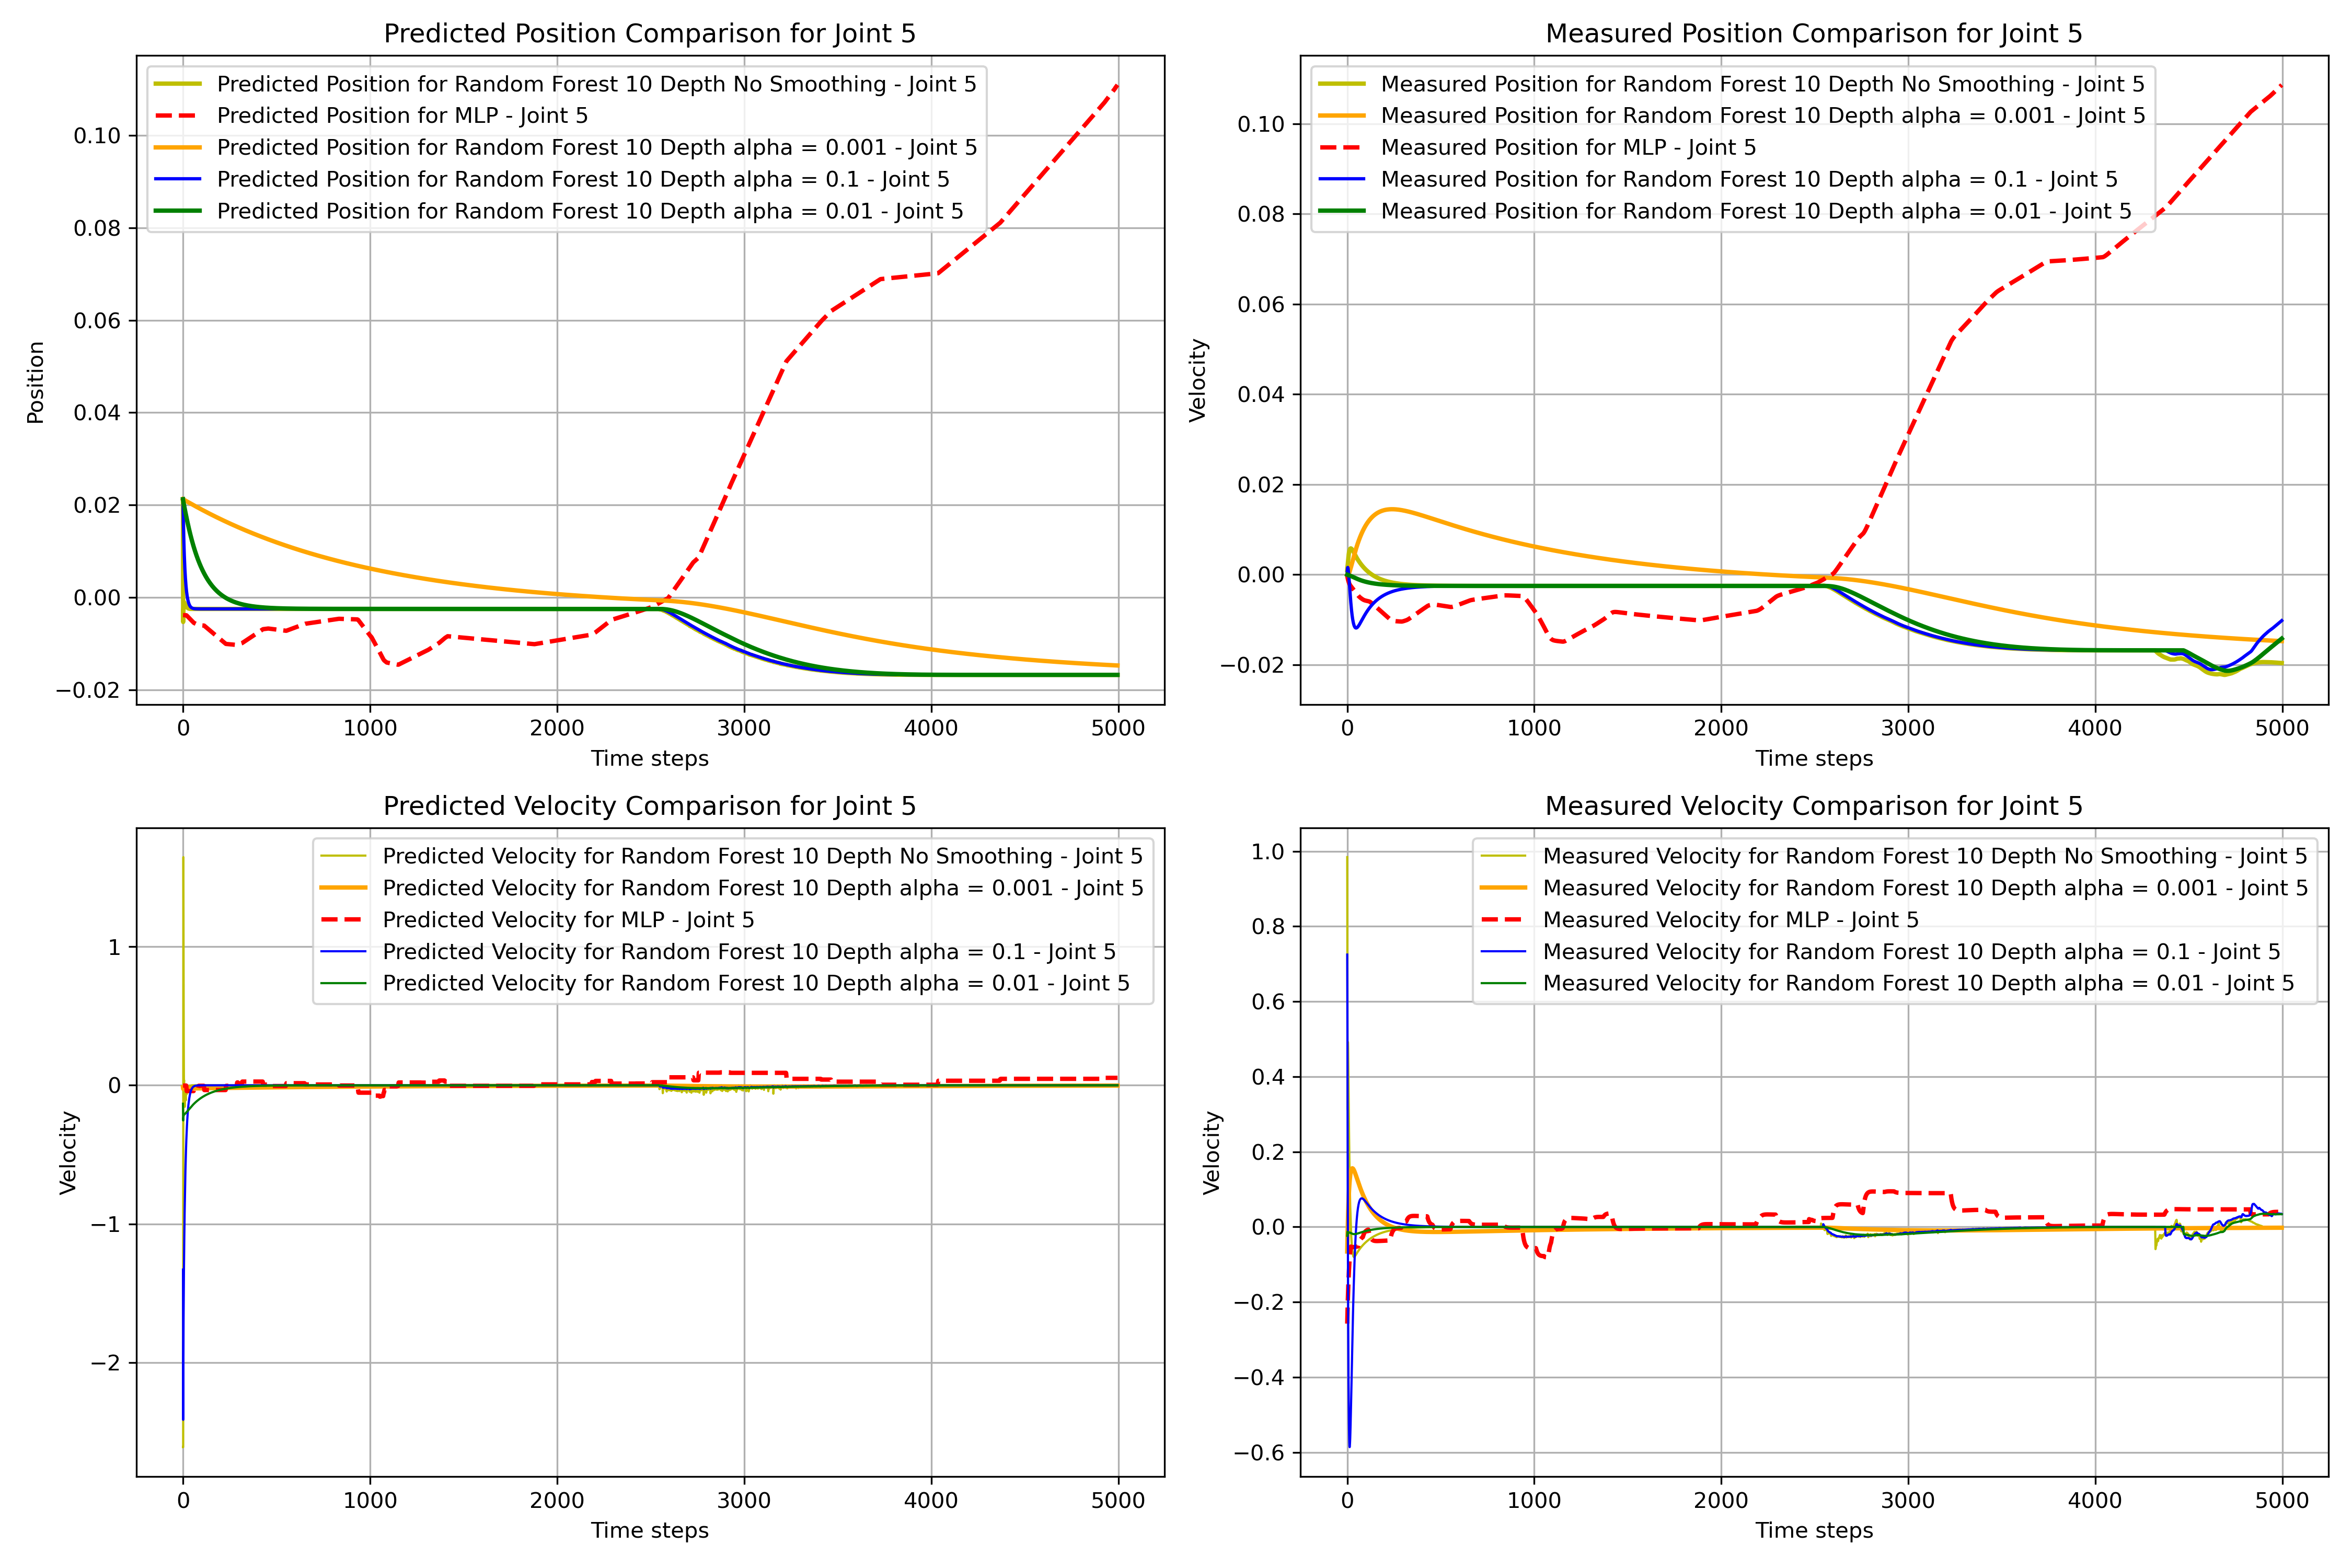 Predicted Position Comparison for Joint 5
Predicted Position for Random Forest 10 Depth No Smoothing - Joint 5
Predicted Position for MLP - Joint 5
Predicted Position for Random Forest 10 Depth alpha = 0.001 - Joint 5
Predicted Position for Random Forest 10 Depth alpha = 0.1 - Joint 5
Predicted Position for Random Forest 10 Depth alpha = 0.01 - Joint 5
Position
0.10
0.08
0.06
0.04
0.02
0.00
−0.02
0 1000 2000 3000 4000 5000
Time steps
Measured Position Comparison for Joint 5
Measured Position for Random Forest 10 Depth No Smoothing - Joint 5
Measured Position for Random Forest 10 Depth alpha = 0.001 - Joint 5
Measured Position for MLP - Joint 5
Measured Position for Random Forest 10 Depth alpha = 0.1 - Joint 5
Measured Position for Random Forest 10 Depth alpha = 0.01 - Joint 5
Velocity
0.10
0.08
0.06
0.04
0.02
0.00
−0.02
0 1000 2000 3000 4000 5000
Time steps
Predicted Velocity Comparison for Joint 5
Predicted Velocity for Random Forest 10 Depth No Smoothing - Joint 5
Predicted Velocity for Random Forest 10 Depth alpha = 0.001 - Joint 5
Predicted Velocity for MLP - Joint 5
Predicted Velocity for Random Forest 10 Depth alpha = 0.1 - Joint 5
Predicted Velocity for Random Forest 10 Depth alpha = 0.01 - Joint 5
Velocity
1
0
−1
−2
0 1000 2000 3000 4000 5000
Time steps
Measured Velocity Comparison for Joint 5
Measured Velocity for Random Forest 10 Depth No Smoothing - Joint 5
Measured Velocity for Random Forest 10 Depth alpha = 0.001 - Joint 5
Measured Velocity for MLP - Joint 5
Measured Velocity for Random Forest 10 Depth alpha = 0.1 - Joint 5
Measured Velocity for Random Forest 10 Depth alpha = 0.01 - Joint 5
Velocity
1.0
0.8
0.6
0.4
0.2
0.0
−0.2
−0.4
−0.6
0 1000 2000 3000 4000 5000
Time steps